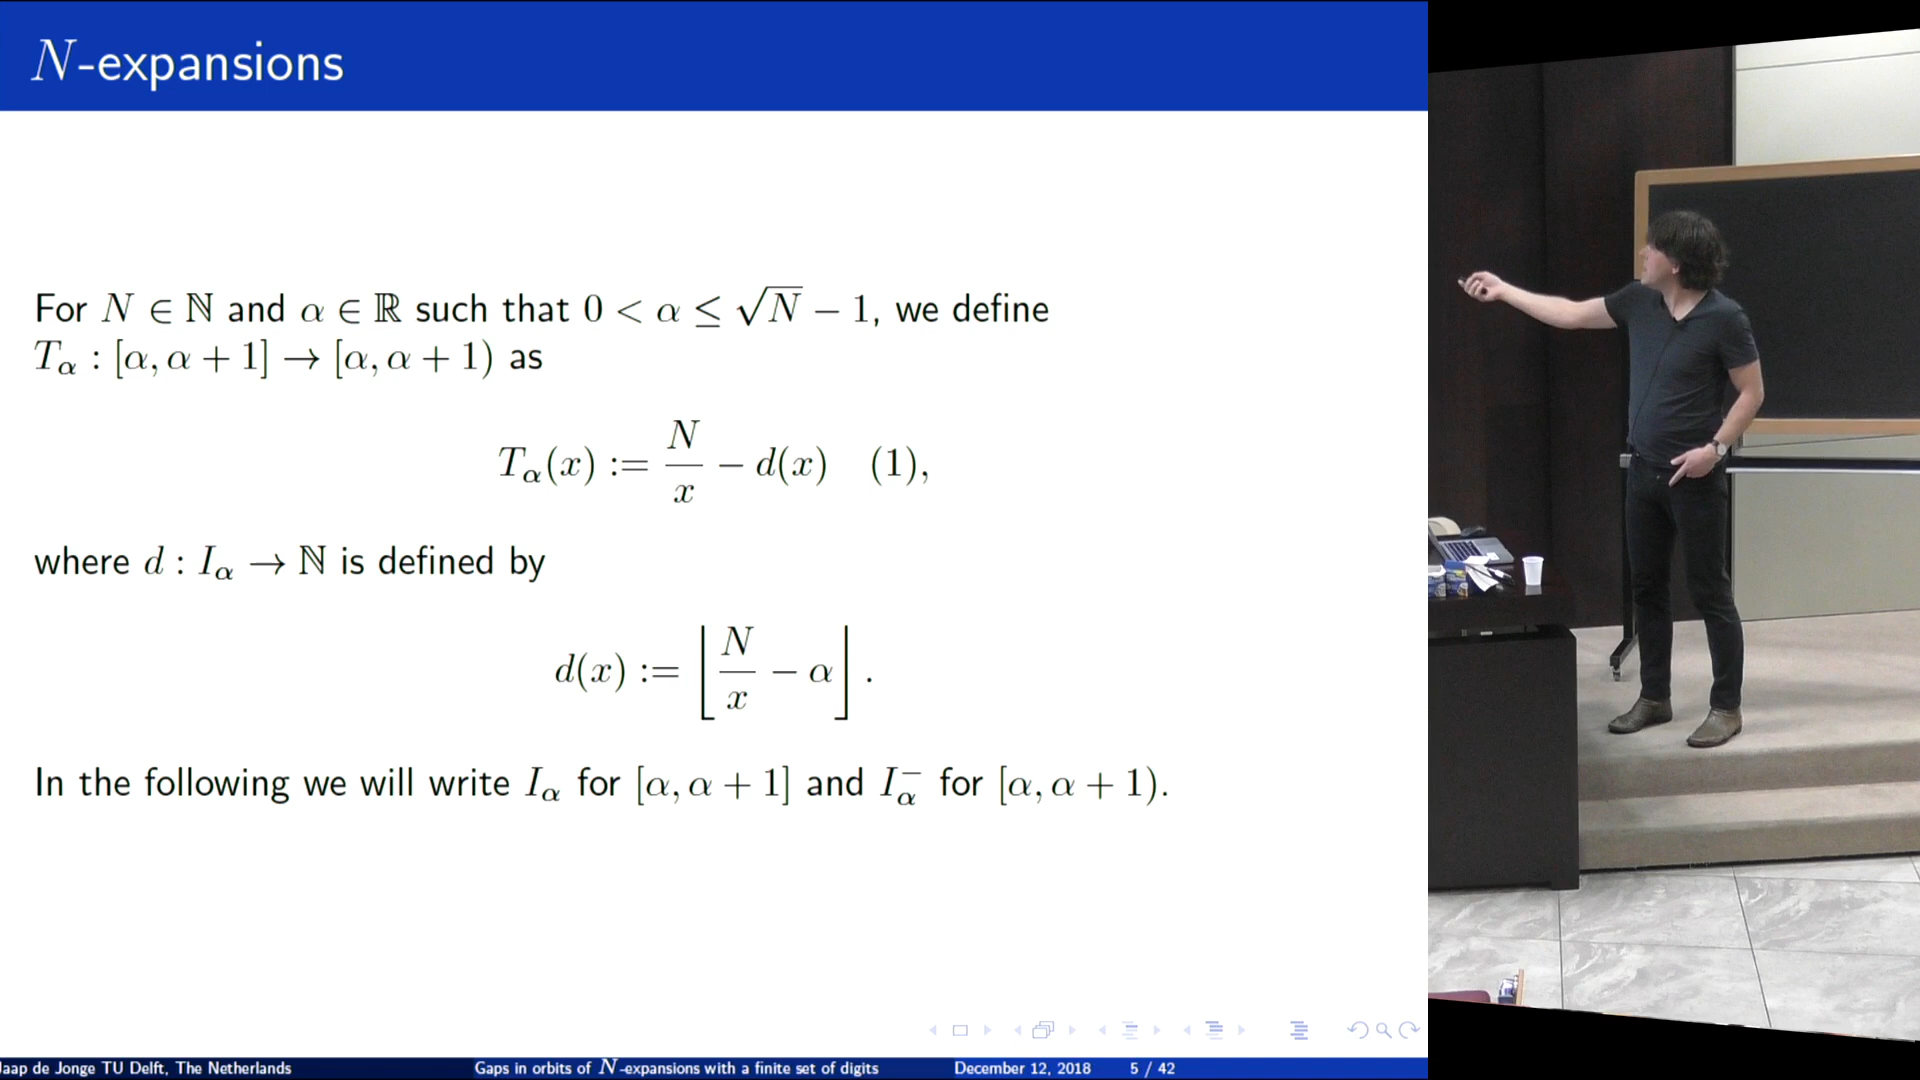 N-expansions
For N ∈ ℕ and α ∈ ℝ such that 0 < α ≤ √N − 1, we define
T_α : [α, α + 1] → [α, α + 1) as
T_α(x) := N/x − d(x) (1),
where d : I_α → ℕ is defined by
d(x) := ⌊N/x − α⌋.
In the following we will write I_α for [α, α + 1] and I_α^− for [α, α + 1).
Jaap de Jonge TU Delft, The Netherlands Gaps in orbits of N-expansions with a finite set of digits December 12, 2018 5 / 42